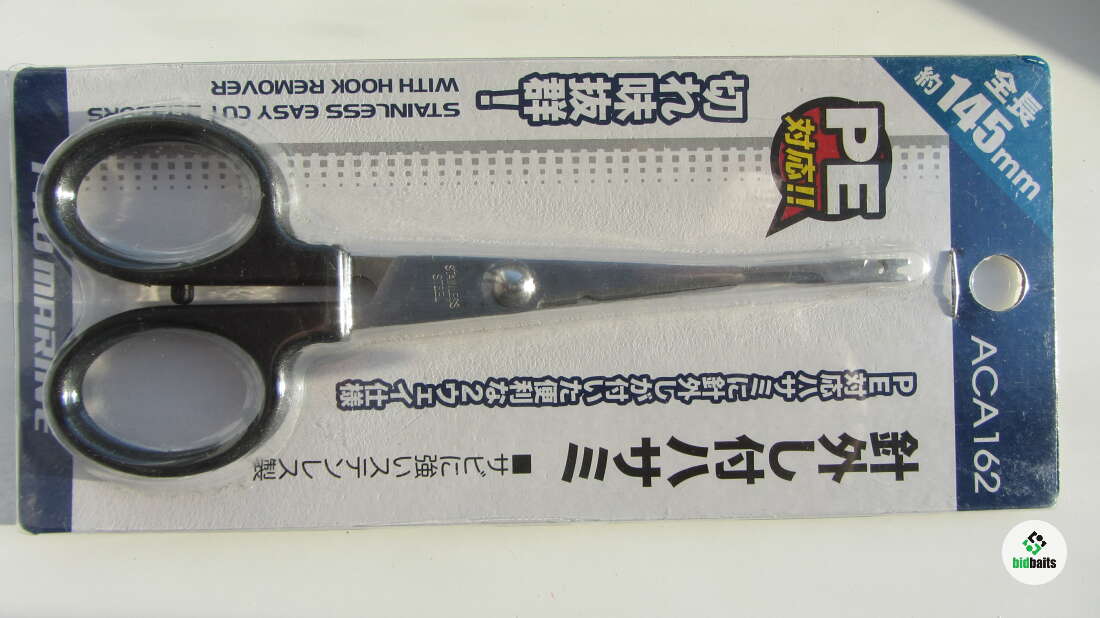 全長
約145mm
ACA162
PE
対応!!
切れ味抜群!
STAINLESS EASY CUT SCISSORS
WITH HOOK REMOVER
STAINLESS
STEEL
針外し付ハサミ
PE対応ハサミに針外しが付いた便利な2ウェイ仕様
■サビに強いステンレス製
PRO MARINE
bidbaits